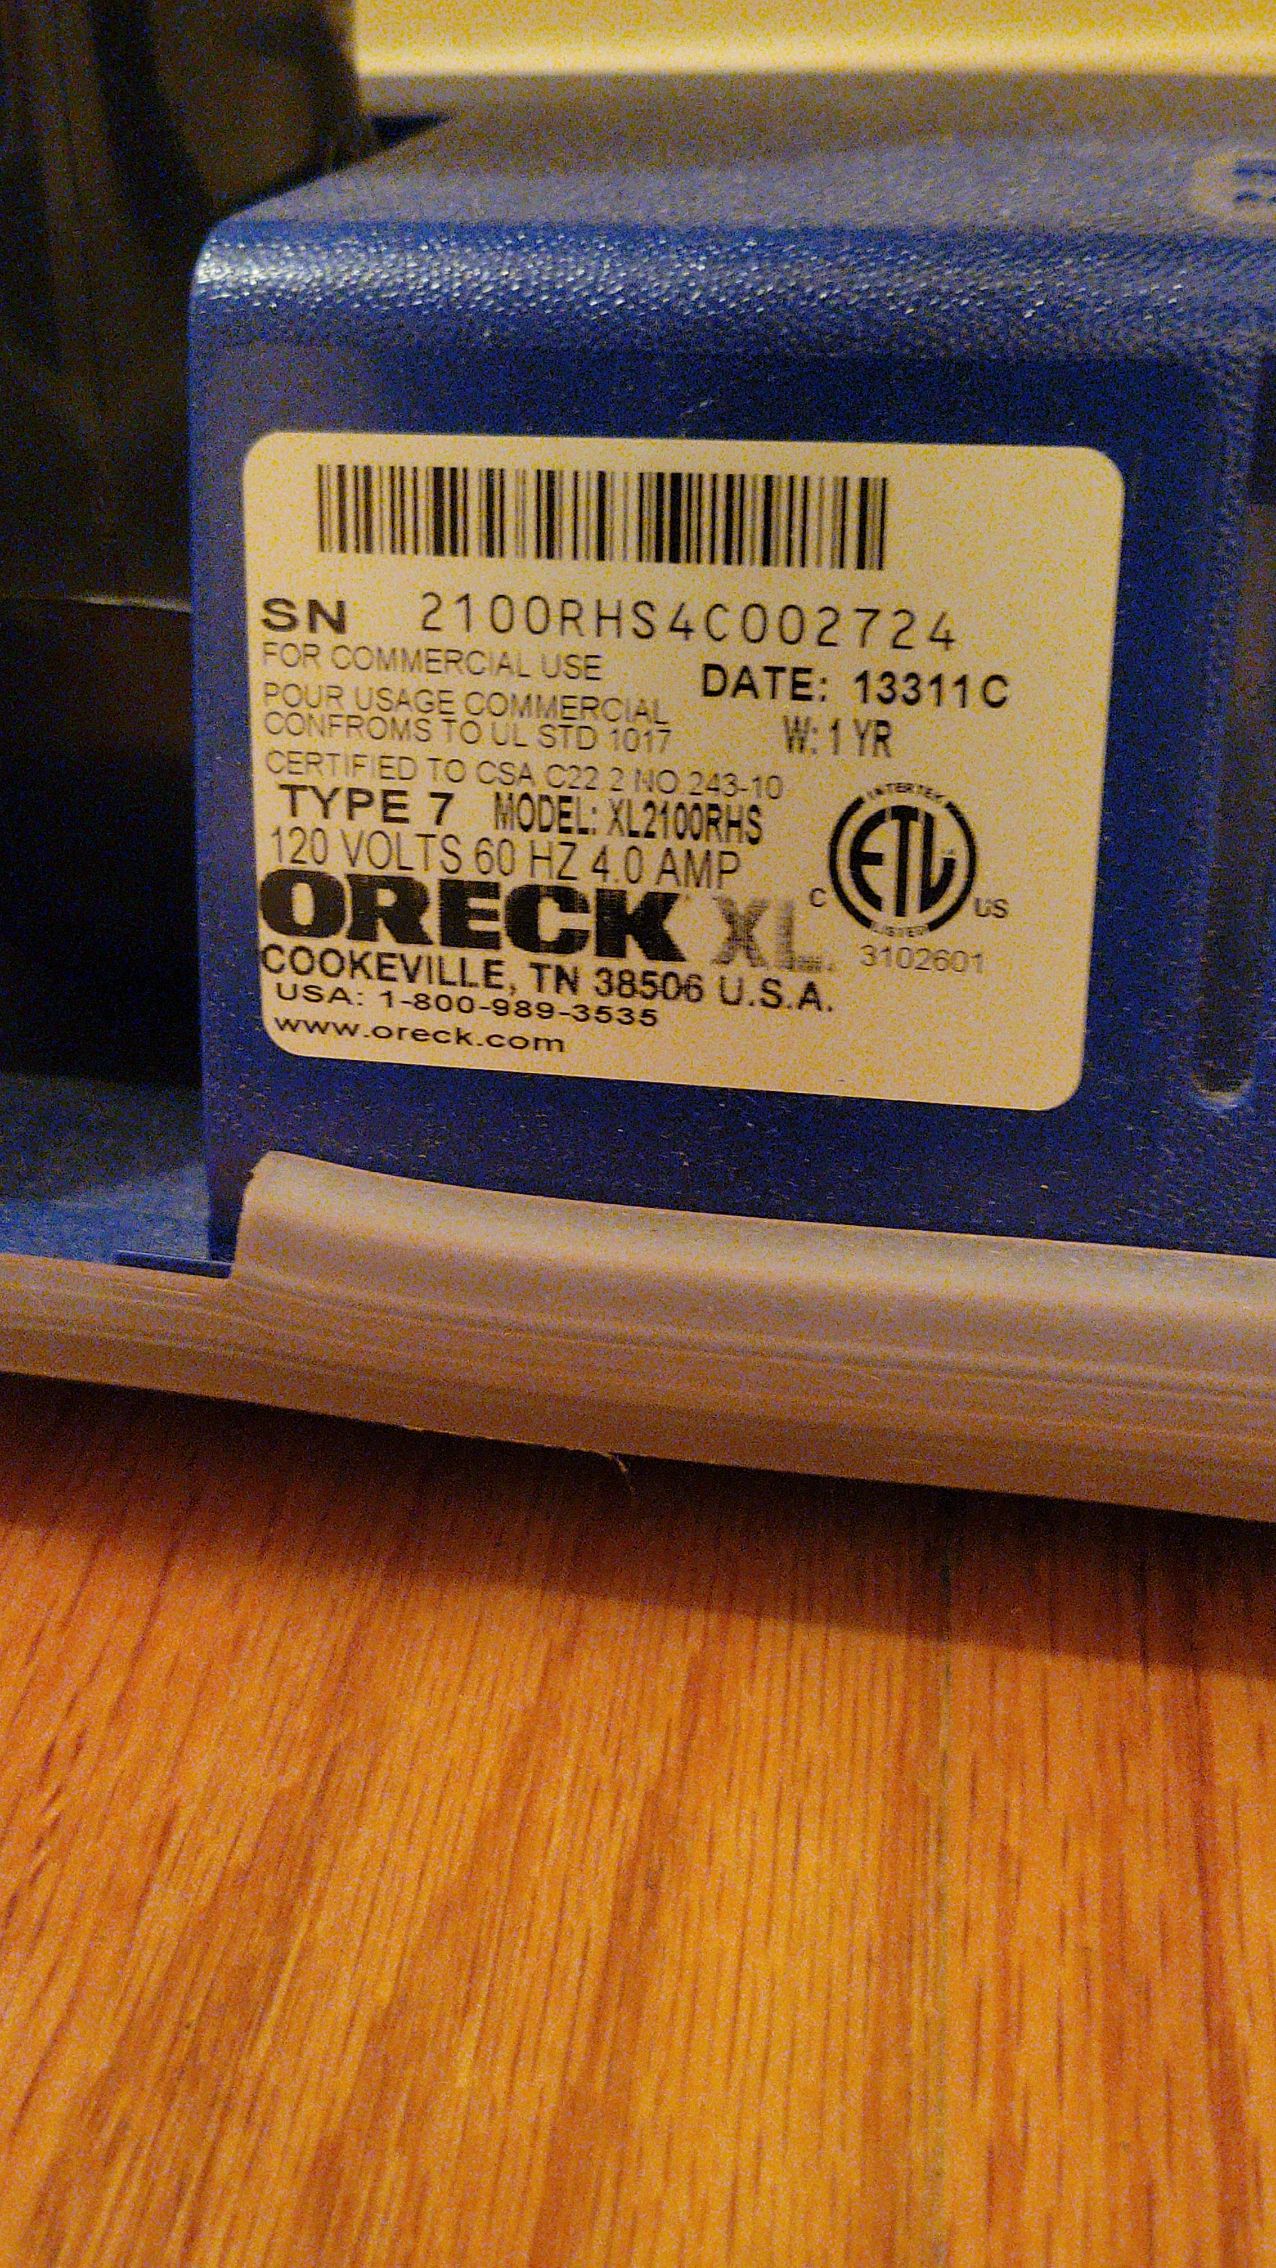 SN 2100RHS4C002724
FOR COMMERCIAL USE
DATE: 13311C
POUR USAGE COMMERCIAL
CONFROMS TO UL STD 1017
W: 1 YR
CERTIFIED TO CSA C22 2 NO 243-10
TYPE 7 MODEL: XL2100RHS
120 VOLTS 60 HZ 4.0 AMP
INTERTEK
ETL
LISTED
C US
3102601
ORECK XL.
COOKEVILLE, TN 38506 U.S.A.
USA: 1-800-989-3535
www.oreck.com